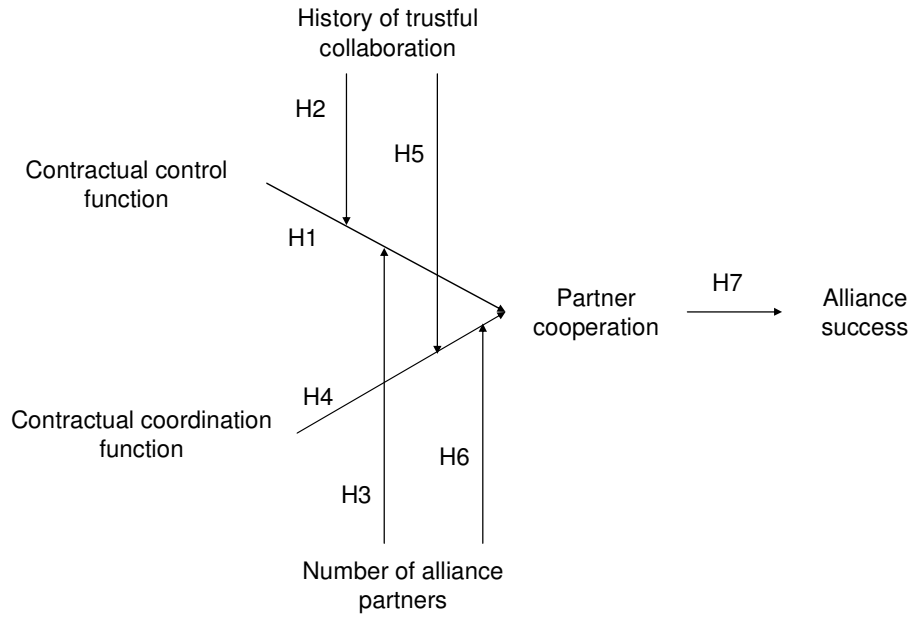 History of trustful
collaboration
H2
H5
Contractual control
function
H1
H7
Partner
cooperation
Alliance
success
H4
Contractual coordination
function
H6
H3
Number of alliance
partners